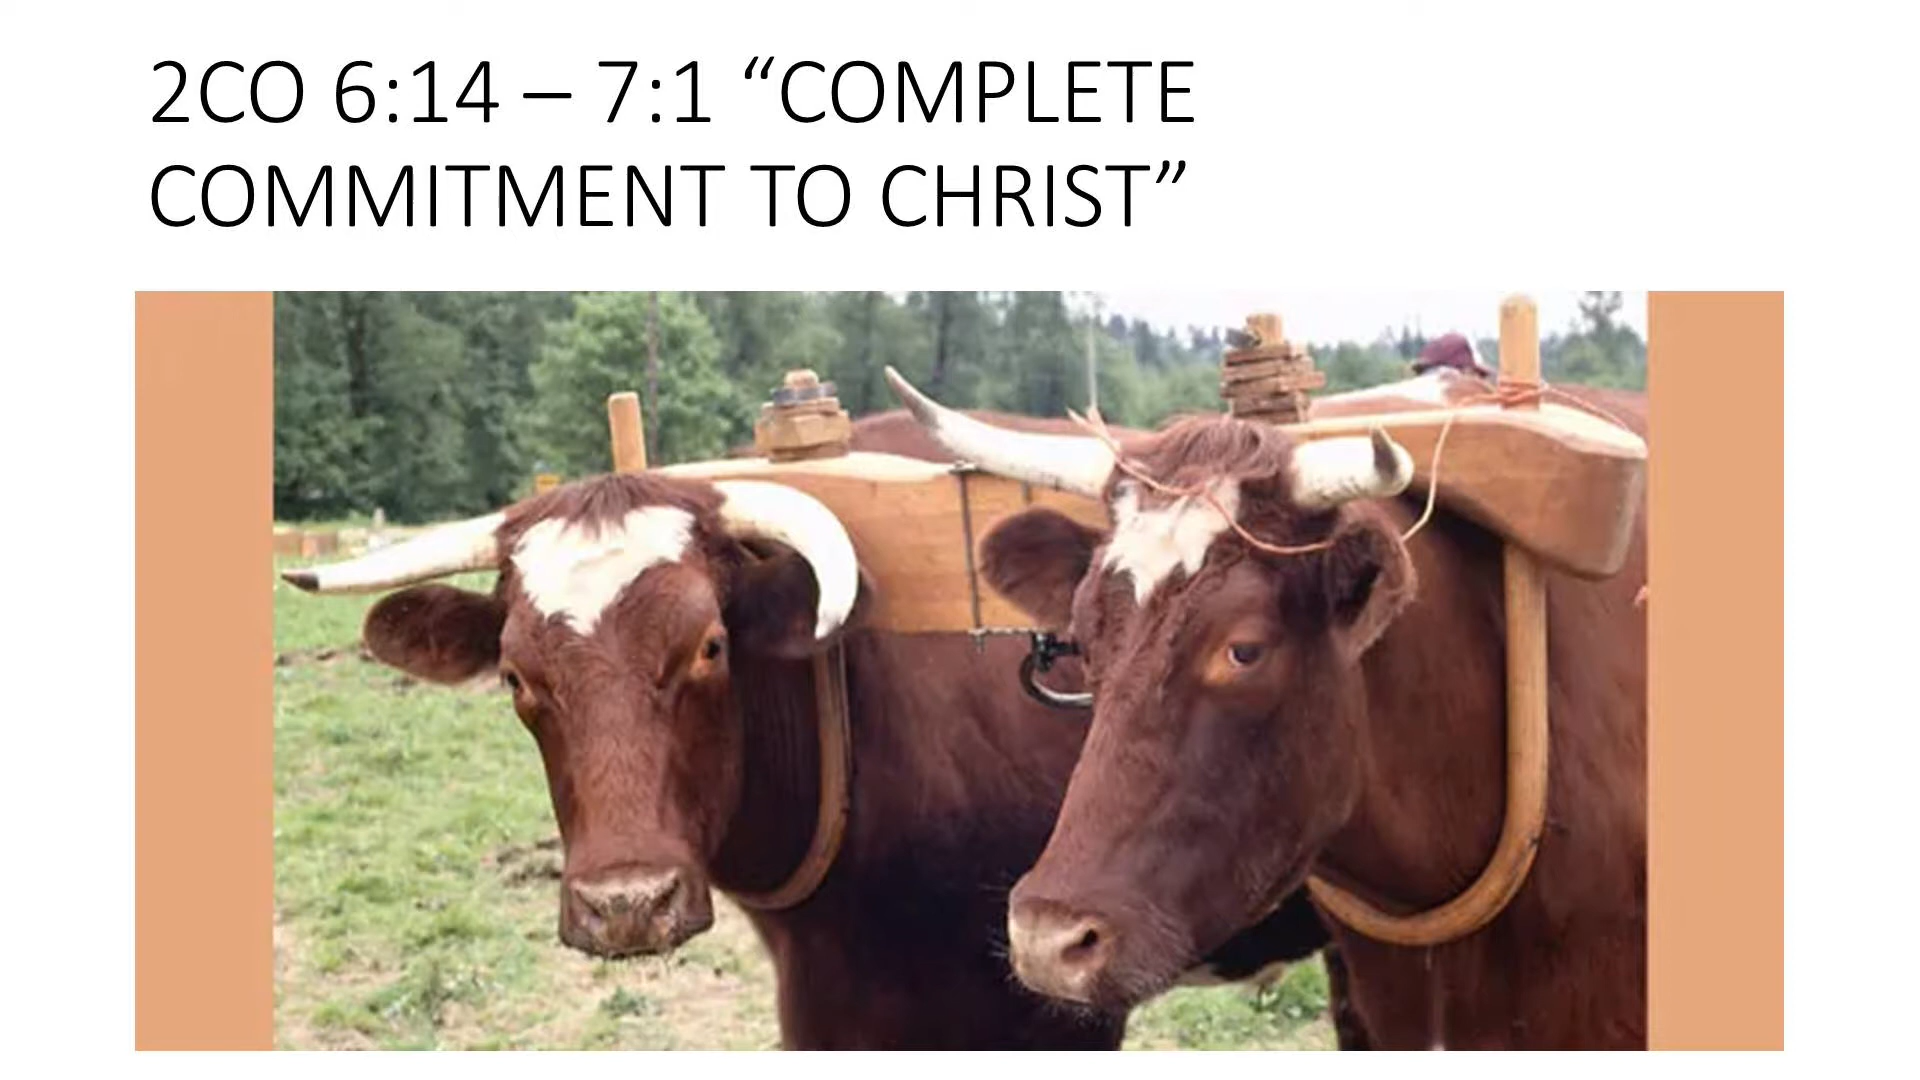 2CO 6:14 – 7:1 “COMPLETE
COMMITMENT TO CHRIST”